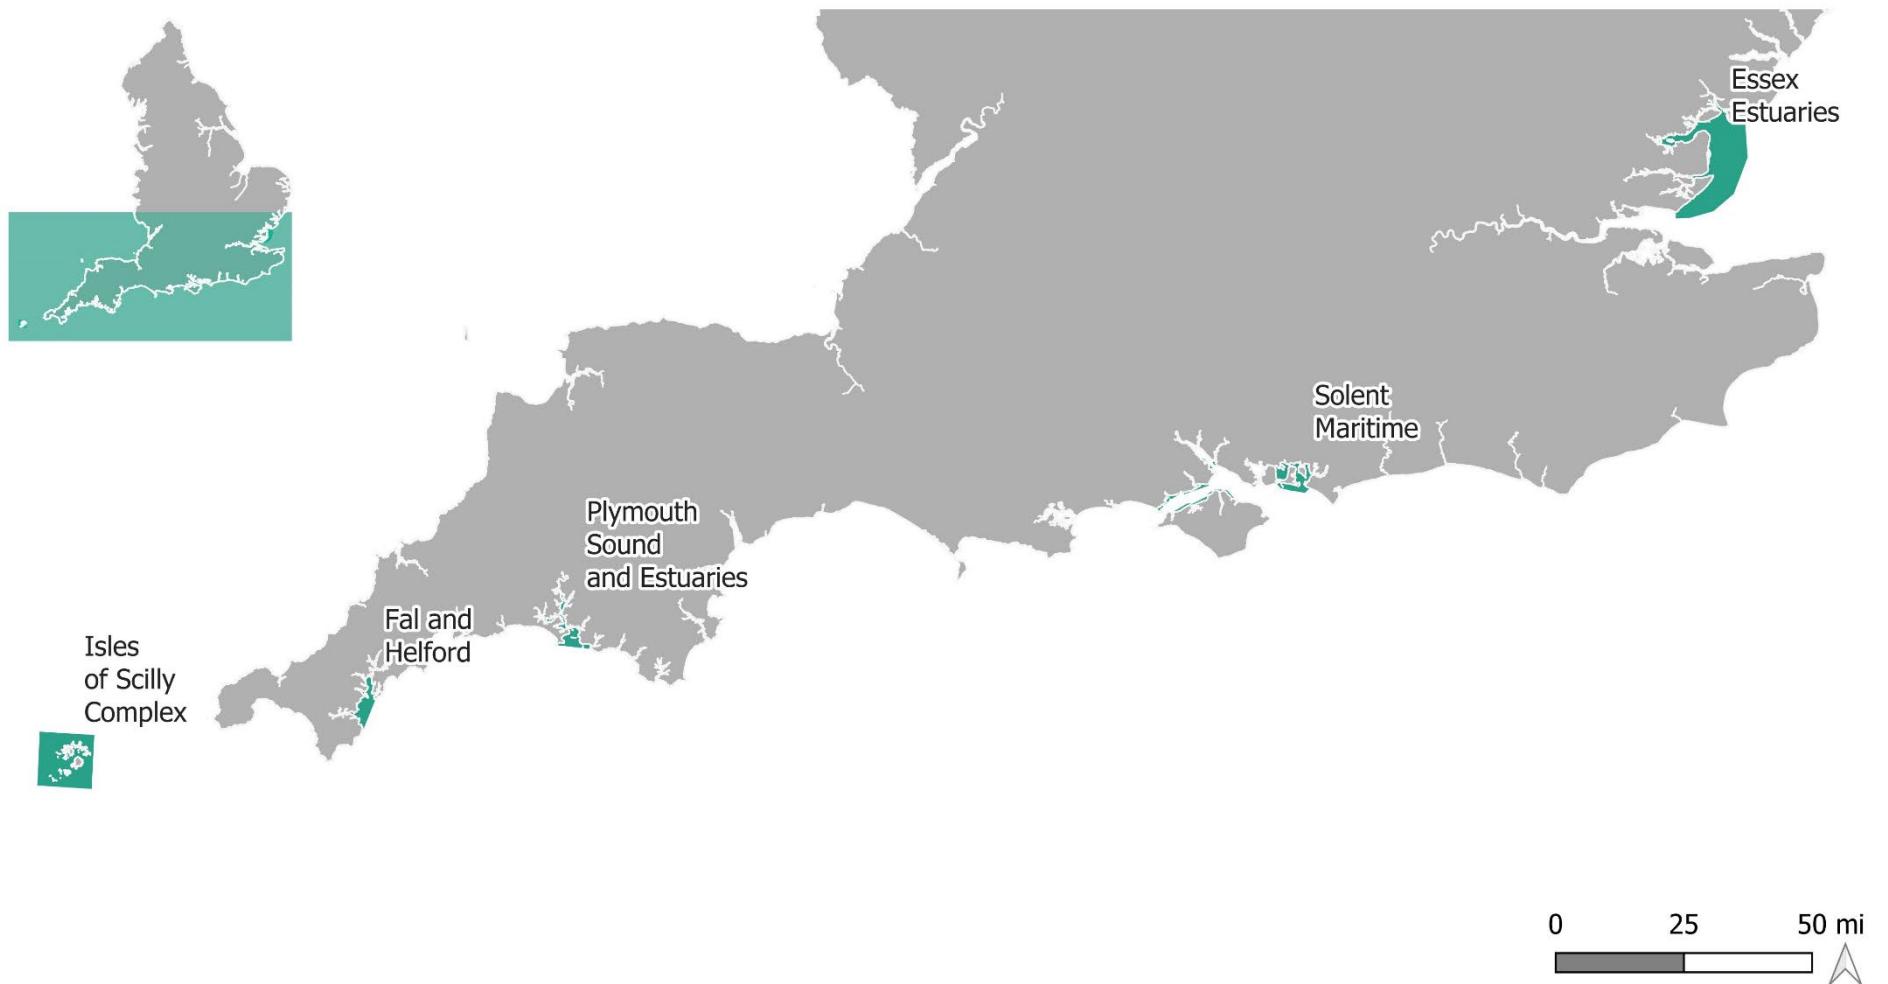 Essex
Estuaries
Solent
Maritime
Plymouth
Sound
and Estuaries
Fal and
Helford
Isles
of Scilly
Complex
0 25 50 mi